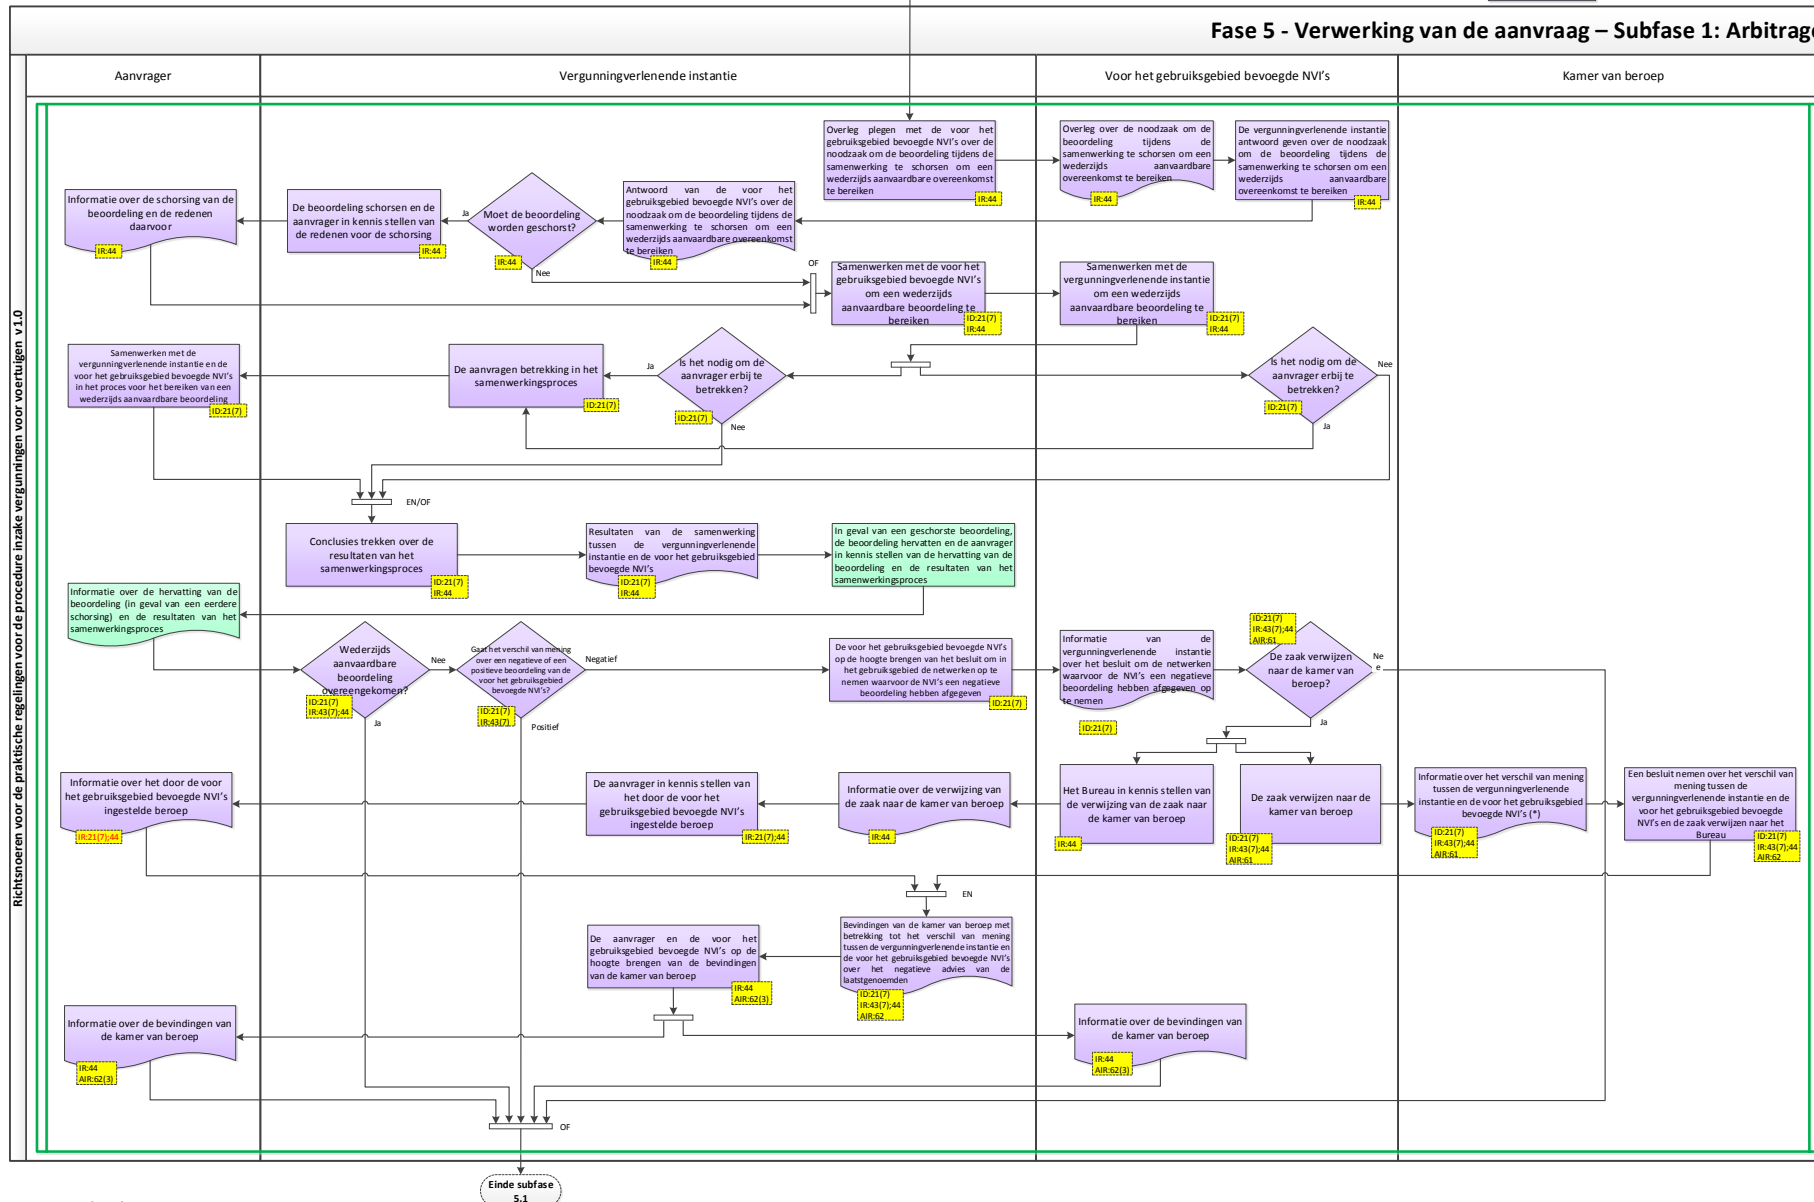 Fase 5 - Verwerking van de aanvraag – Subfase 1: Arbitrage
Richtsnoeren voor de praktische regelingen voor de procedure inzake vergunningen voor voertuigen v1.0
Aanvrager
Vergunningverlenende instantie
Voor het gebruiksgebied bevoegde NVI's
Kamer van beroep
Overleg plegen met de voor het
gebruiksgebied bevoegde NVI's over de
noodzaak om de beoordeling tijdens de
samenwerking te schorsen om een
wederzijds aanvaardbare overeenkomst
te bereiken
IR:44
Overleg over de noodzaak om de
beoordeling tijdens de
samenwerking te schorsen om een
wederzijds aanvaardbare
overeenkomst te bereiken
IR:44
De vergunningverlenende instantie
antwoord geven over de noodzaak
om de beoordeling tijdens de
samenwerking te schorsen om een
wederzijds aanvaardbare
overeenkomst te bereiken
IR:44
Informatie over de schorsing van de
beoordeling en de redenen
daarvoor
IR:44
De beoordeling schorsen en de
aanvrager in kennis stellen van
de redenen voor de schorsing
IR:44
Ja
Moet de beoordeling
worden geschorst?
IR:44
Nee
Antwoord van de voor het
gebruiksgebied bevoegde NVI's over de
noodzaak om de beoordeling tijdens de
samenwerking te schorsen om een
wederzijds aanvaardbare overeenkomst
te bereiken
IR:44
OF
Samenwerken met de voor het
gebruiksgebied bevoegde NVI's
om een wederzijds
aanvaardbare beoordeling te
bereiken
ID:21(7)
IR:44
Samenwerken met de
vergunningverlenende instantie
om een wederzijds
aanvaardbare beoordeling te
bereiken
ID:21(7)
IR:44
Samenwerken met de
vergunningverlenende instantie en de
voor het gebruiksgebied bevoegde NVI's
in het proces voor het bereiken van een
wederzijds aanvaardbare beoordeling
ID:21(7)
De aanvragen betrekking in het
samenwerkingsproces
ID:21(7)
Ja
Is het nodig om de
aanvrager erbij te
betrekken?
ID:21(7)
Nee
Is het nodig om de
aanvrager erbij te
betrekken?
ID:21(7)
Nee
Ja
EN/OF
Conclusies trekken over de
resultaten van het
samenwerkingsproces
ID:21(7)
IR:44
Resultaten van de samenwerking
tussen de vergunningverlenende
instantie en de voor het gebruiksgebied
bevoegde NVI's
ID:21(7)
IR:44
In geval van een geschorste beoordeling,
de beoordeling hervatten en de aanvrager
in kennis stellen van de hervatting van de
beoordeling en de resultaten van het
samenwerkingsproces
Informatie over de hervatting van de
beoordeling (in geval van een eerdere
schorsing) en de resultaten van het
samenwerkingsproces
Wederzijds
aanvaardbare
beoordeling
overeengekomen?
ID:21(7)
IR:43(7);44
Nee
Ja
Gaat het verschil van mening
over een negatieve of een
positieve beoordeling van de
voor het gebruiksgebied
bevoegde NVI's?
ID:21(7)
IR:43(7)
Negatief
Positief
De voor het gebruiksgebied bevoegde NVI's
op de hoogte brengen van het besluit om in
het gebruiksgebied de netwerken op te
nemen waarvoor de NVI's een negatieve
beoordeling hebben afgegeven
ID:21(7)
Informatie van de
vergunningverlenende instantie
over het besluit om de netwerken
waarvoor de NVI's een negatieve
beoordeling hebben afgegeven op
te nemen
ID:21(7)
ID:21(7)
IR:43(7);44
AIR:61
De zaak verwijzen
naar de kamer van
beroep?
Ne
e
Ja
Informatie over het door de voor
het gebruiksgebied bevoegde NVI's
ingestelde beroep
IR:21(7);44
De aanvrager in kennis stellen van
het door de voor het
gebruiksgebied bevoegde NVI's
ingestelde beroep
IR:21(7);44
Informatie over de verwijzing van
de zaak naar de kamer van beroep
IR:44
Het Bureau in kennis stellen van
de verwijzing van de zaak naar
de kamer van beroep
IR:44
De zaak verwijzen naar de
kamer van beroep
ID:21(7)
IR:43(7);44
AIR:61
Informatie over het verschil van mening
tussen de vergunningverlenende
instantie en de voor het gebruiksgebied
bevoegde NVI's (*)
ID:21(7)
IR:43(7);44
AIR:61
Een besluit nemen over het verschil van
mening tussen de
vergunningverlenende instantie en de
voor het gebruiksgebied bevoegde
NVI's en de zaak verwijzen naar het
Bureau
ID:21(7)
IR:43(7);44
AIR:62
EN
De aanvrager en de voor het
gebruiksgebied bevoegde NVI's op de
hoogte brengen van de bevindingen
van de kamer van beroep
IR:44
AIR:62(3)
Bevindingen van de kamer van beroep met
betrekking tot het verschil van mening
tussen de vergunningverlenende instantie en
de voor het gebruiksgebied bevoegde NVI's
over het negatieve advies van de
laatstgenoemden
ID:21(7)
IR:43(7);44
AIR:62
Informatie over de bevindingen van
de kamer van beroep
IR:44
AIR:62(3)
Informatie over de bevindingen van
de kamer van beroep
IR:44
AIR:62(3)
OF
Einde subfase
5.1